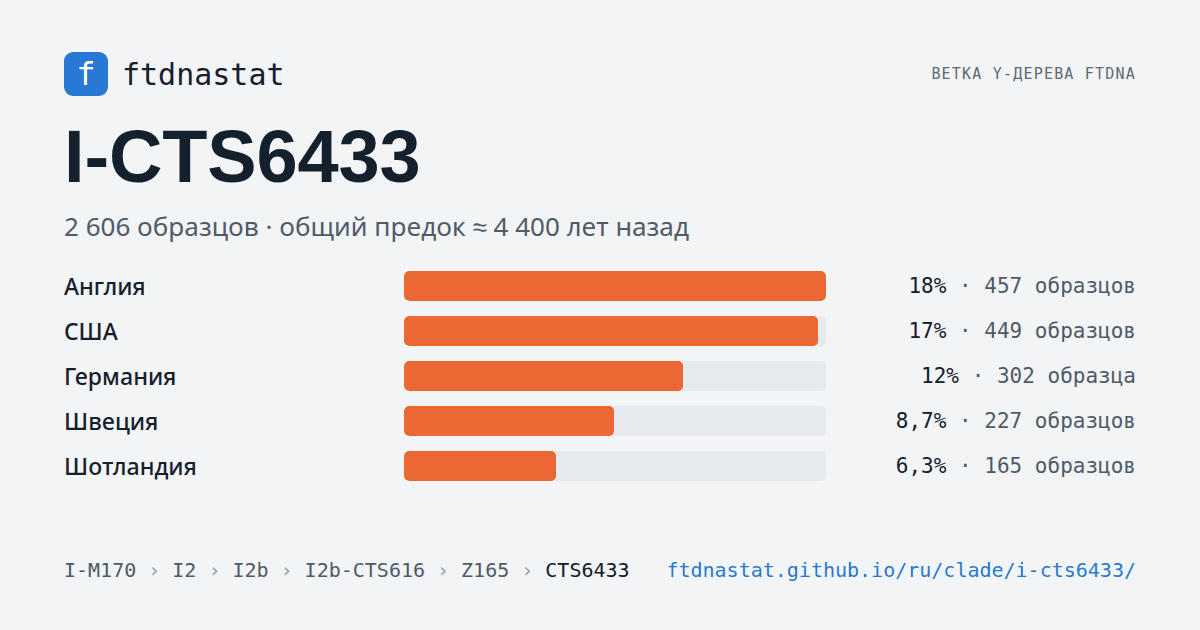 f ftdnastat
ВЕТКА Y-ДЕРЕВА FTDNA
I-CTS6433
2 606 образцов · общий предок ≈ 4 400 лет назад
Англия 18% · 457 образцов
США 17% · 449 образцов
Германия 12% · 302 образца
Швеция 8,7% · 227 образцов
Шотландия 6,3% · 165 образцов
I-M170 › I2 › I2b › I2b-CTS616 › Z165 › CTS6433 ftdnastat.github.io/ru/clade/i-cts6433/